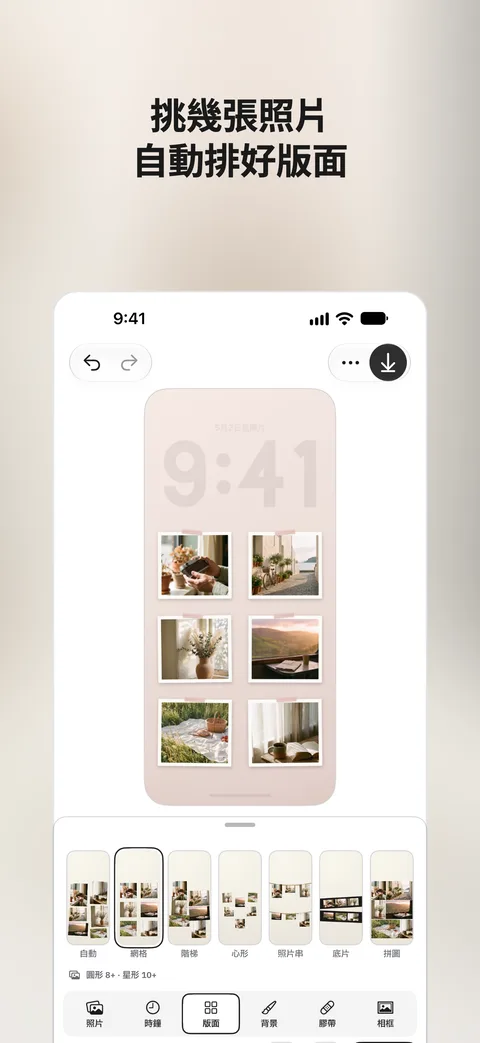 挑幾張照片
自動排好版面
9:41
9:41
自動
網格
階梯
心形
照片串
底片
拼圖
圓形 8+ · 星形 10+
照片
時鐘
版面
背景
膠帶
相框